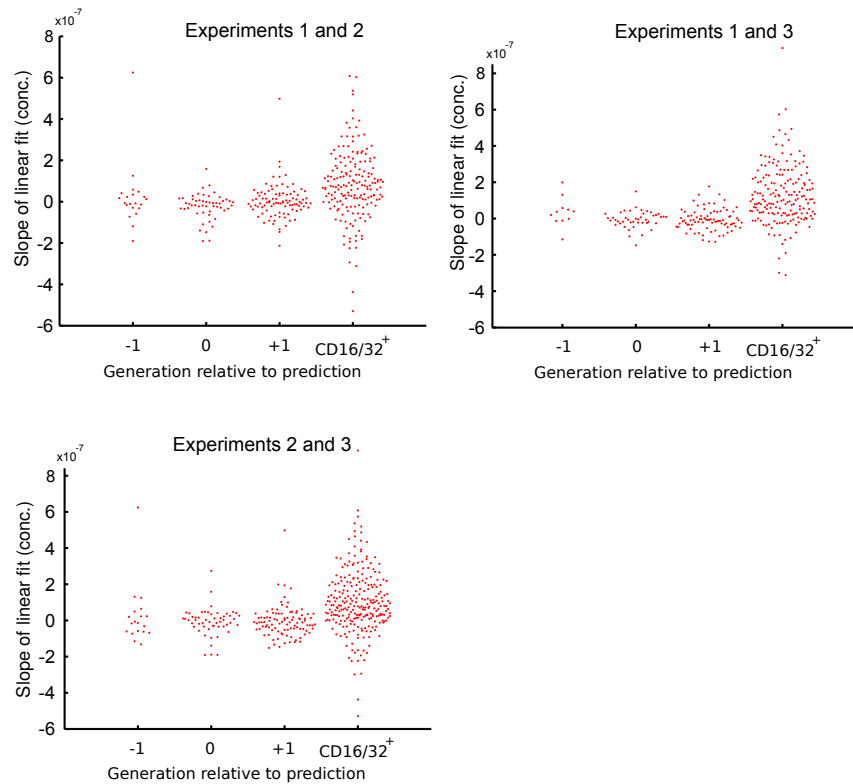 x10^-7
Experiments 1 and 2
Slope of linear fit (conc.)
8
6
4
2
0
-2
-4
-6
-1 0 +1 CD16/32^+
Generation relative to prediction
x10^-7
Experiments 1 and 3
Slope of linear fit (conc.)
8
6
4
2
0
-2
-4
-6
-1 0 +1 CD16/32^+
Generation relative to prediction
x10^-7
Experiments 2 and 3
Slope of linear fit (conc.)
8
6
4
2
0
-2
-4
-6
-1 0 +1 CD16/32^+
Generation relative to prediction